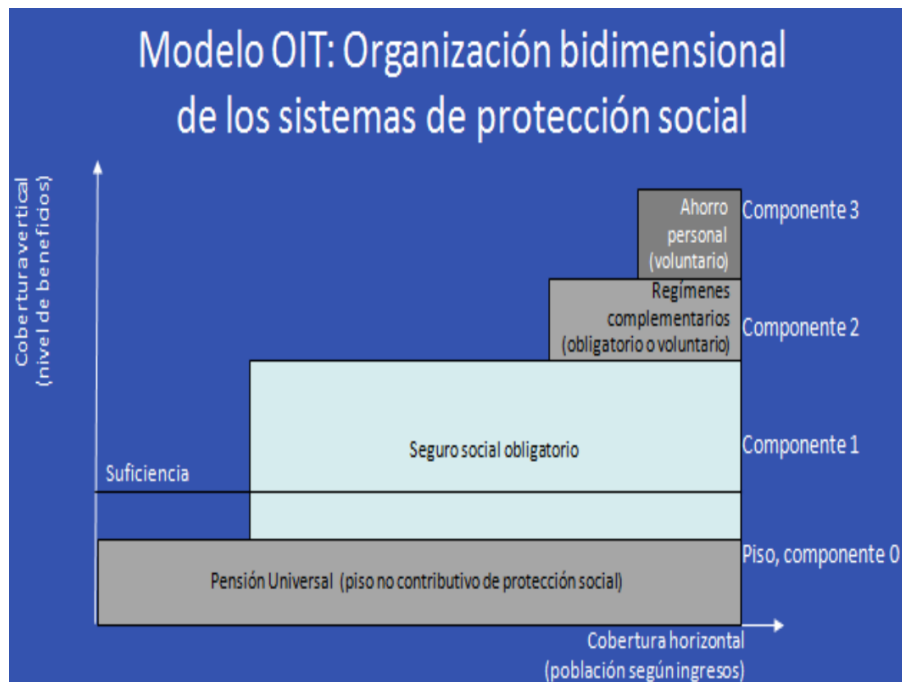 Modelo OIT: Organización bidimensional
de los sistemas de protección social
Cobertura vertical
(nivel de beneficios)
Ahorro
personal
(voluntario)
Componente 3
Regímenes
complementarios
(obligatorio o voluntario)
Componente 2
Seguro social obligatorio
Componente 1
Suficiencia
Pensión Universal (piso no contributivo de protección social)
Piso, componente 0
Cobertura horizontal
(población según ingresos)